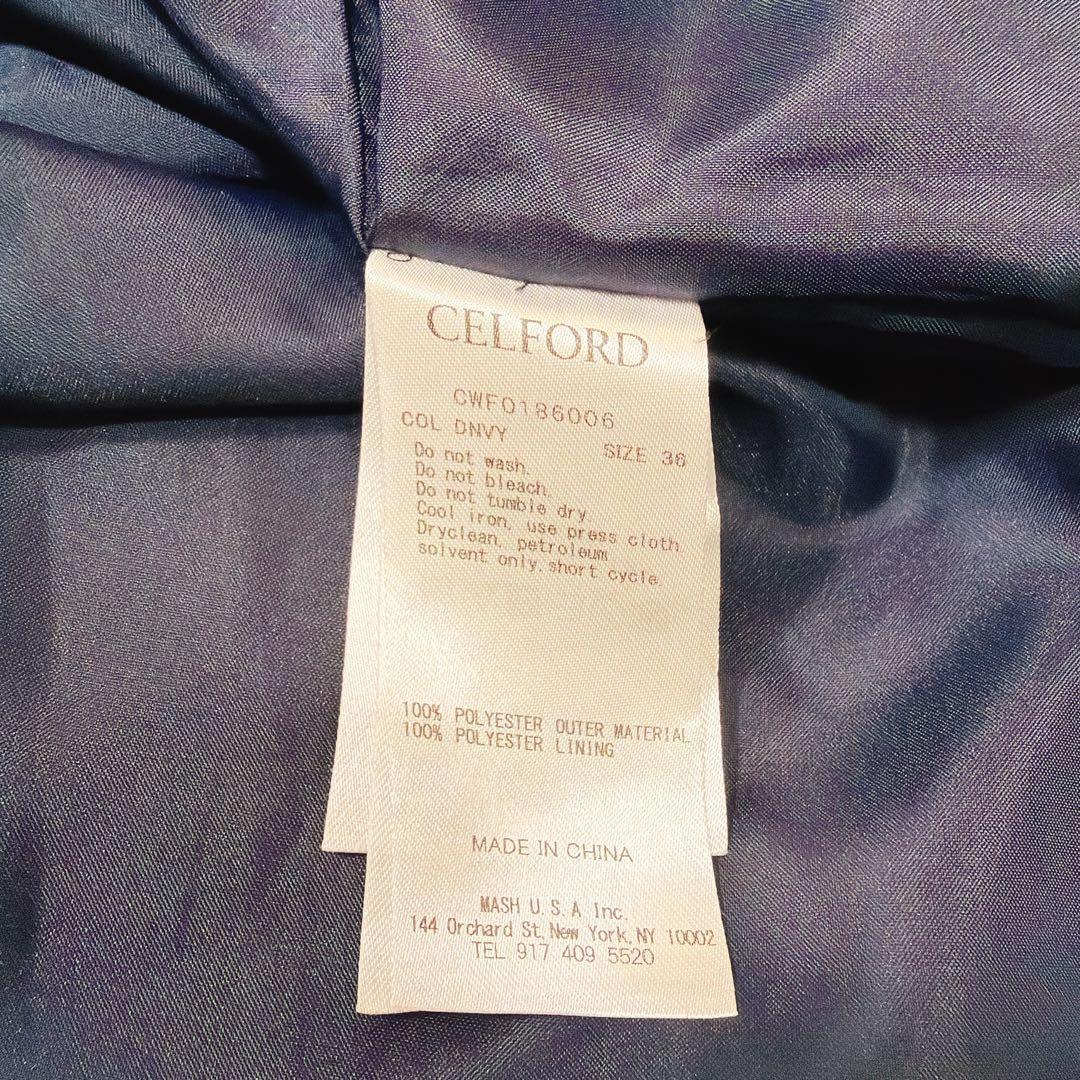 CELFORD
CWFO186006
COL DNVY SIZE 36
Do not wash.
Do not bleach.
Do not tumble dry.
Cool iron, use press cloth.
Dryclean, petroleum
solvent only, short cycle.
100% POLYESTER OUTER MATERIAL
100% POLYESTER LINING
MADE IN CHINA
MASH U.S.A Inc.
144 Orchard St. New York, NY 10002
TEL 917 409 5520